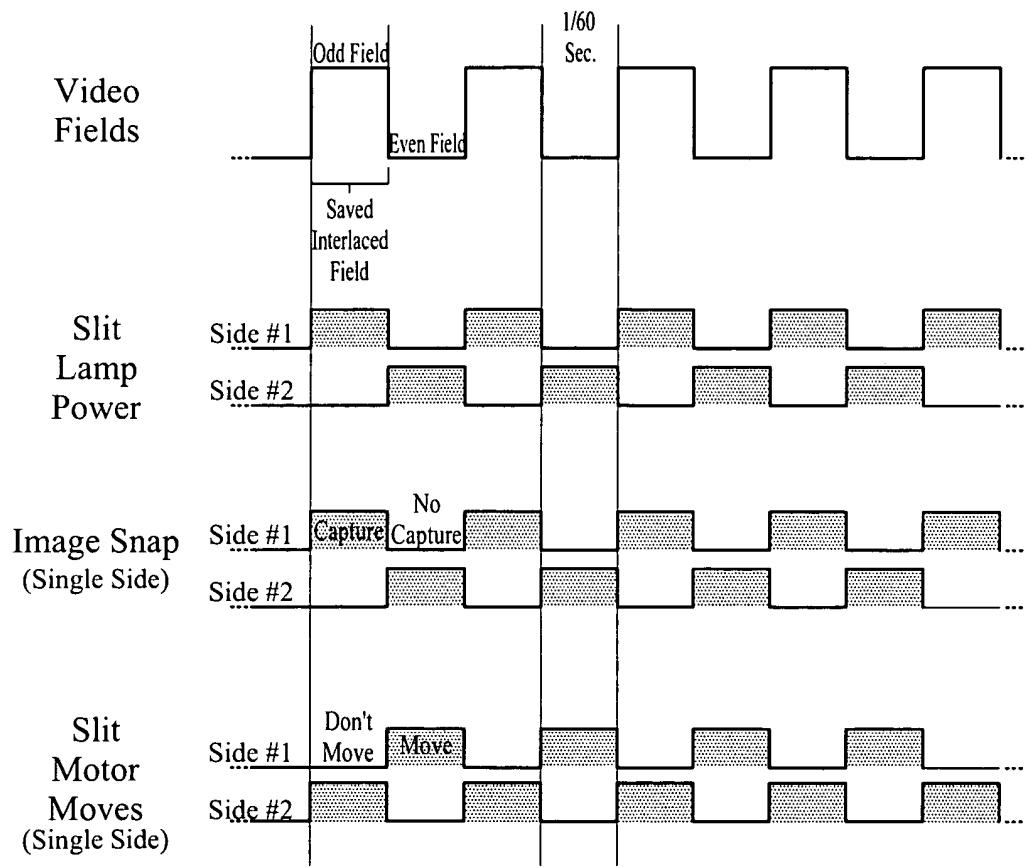 1/60
Sec.
Odd Field
Video
Fields
Even Field
Saved
Interlaced
Field
Slit
Lamp
Power
Side #1
Side #2
Image Snap
(Single Side)
Side #1
Capture
No
Capture
Side #2
Slit
Motor
Moves
(Single Side)
Side #1
Don't
Move
Move
Side #2